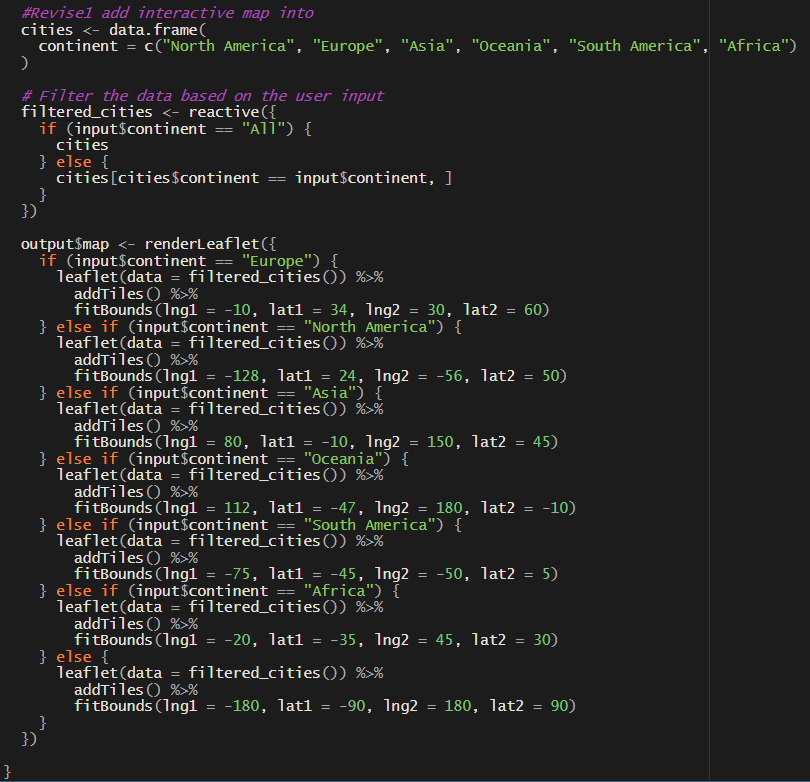 #Revise1 add interactive map into
cities <- data.frame(
continent = c("North America", "Europe", "Asia", "Oceania", "South America", "Africa")
)
# Filter the data based on the user input
filtered_cities <- reactive({
if (input$continent == "All") {
cities
} else {
cities[cities$continent == input$continent, ]
}
})
output$map <- renderLeaflet({
if (input$continent == "Europe") {
leaflet(data = filtered_cities()) %>%
addTiles() %>%
fitBounds(lng1 = -10, lat1 = 34, lng2 = 30, lat2 = 60)
} else if (input$continent == "North America") {
leaflet(data = filtered_cities()) %>%
addTiles() %>%
fitBounds(lng1 = -128, lat1 = 24, lng2 = -56, lat2 = 50)
} else if (input$continent == "Asia") {
leaflet(data = filtered_cities()) %>%
addTiles() %>%
fitBounds(lng1 = 80, lat1 = -10, lng2 = 150, lat2 = 45)
} else if (input$continent == "Oceania") {
leaflet(data = filtered_cities()) %>%
addTiles() %>%
fitBounds(lng1 = 112, lat1 = -47, lng2 = 180, lat2 = -10)
} else if (input$continent == "South America") {
leaflet(data = filtered_cities()) %>%
addTiles() %>%
fitBounds(lng1 = -75, lat1 = -45, lng2 = -50, lat2 = 5)
} else if (input$continent == "Africa") {
leaflet(data = filtered_cities()) %>%
addTiles() %>%
fitBounds(lng1 = -20, lat1 = -35, lng2 = 45, lat2 = 30)
} else {
leaflet(data = filtered_cities()) %>%
addTiles() %>%
fitBounds(lng1 = -180, lat1 = -90, lng2 = 180, lat2 = 90)
}
})
}